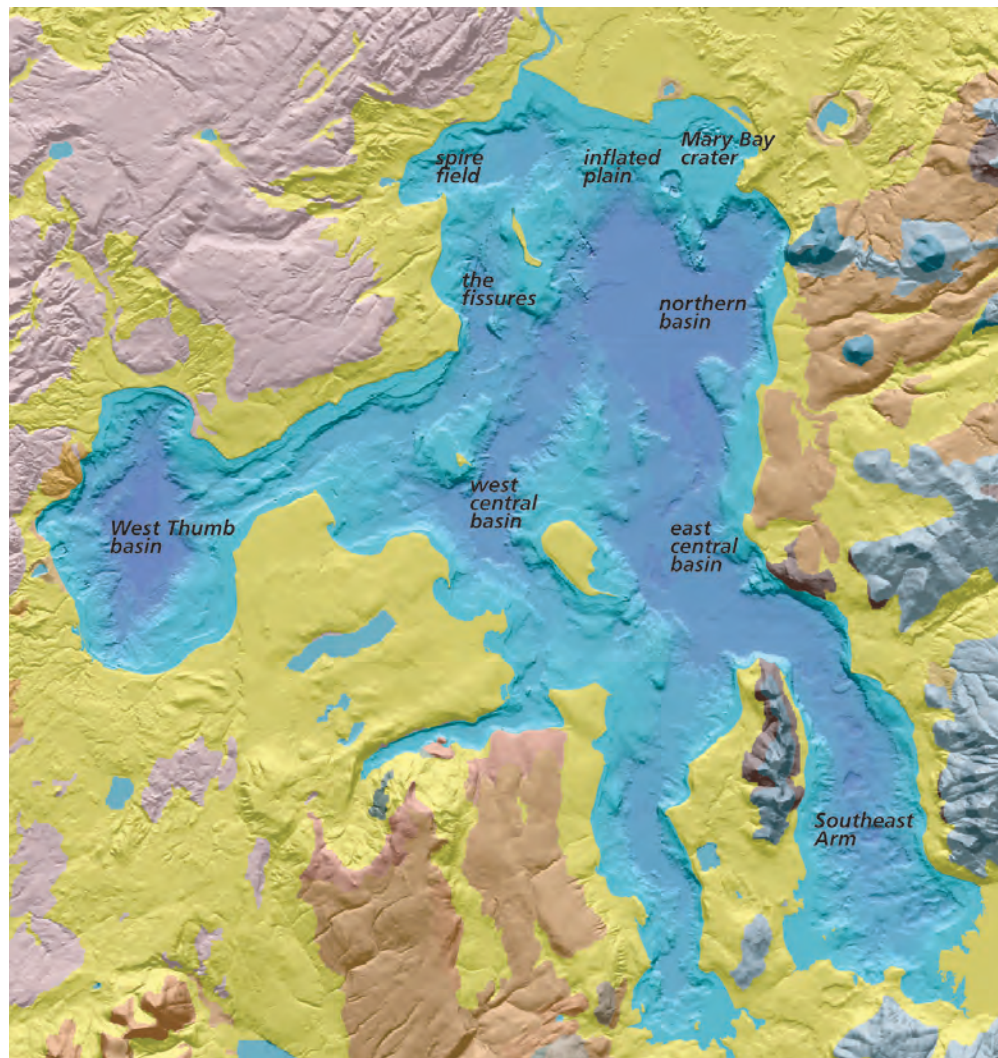 spire
field
inflated
plain
Mary Bay
crater
the
fissures
northern
basin
west
central
basin
West Thumb
basin
east
central
basin
Southeast
Arm